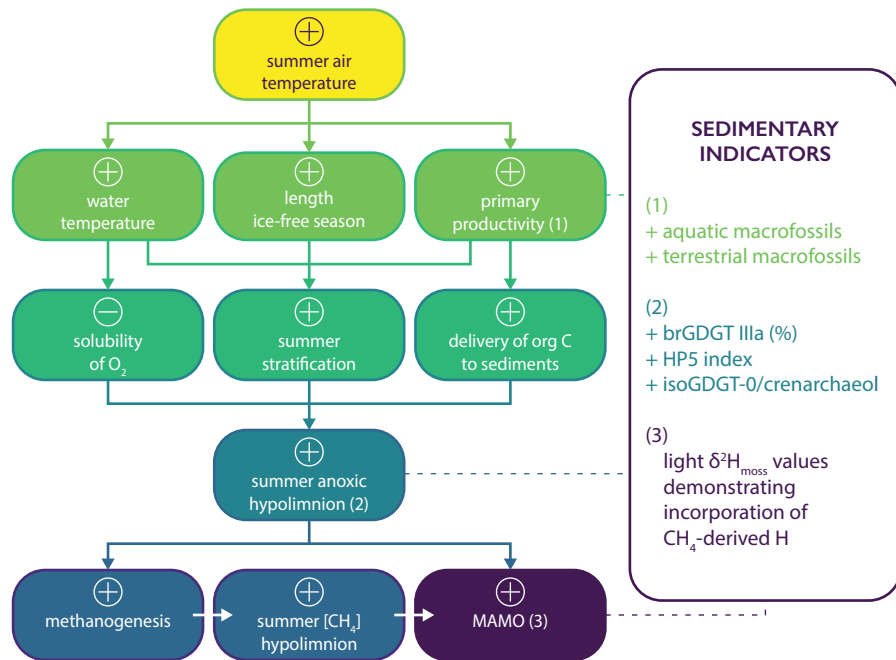 summer air
temperature
water
temperature
length
ice-free season
primary
productivity (1)
solubility
of O₂
summer
stratification
delivery of org C
to sediments
summer anoxic
hypolimnion (2)
methanogenesis
summer [CH₄]
hypolimnion
MAMO (3)
SEDIMENTARY
INDICATORS
(1)
+ aquatic macrofossils
+ terrestrial macrofossils
(2)
+ brGDGT IIIa (%)
+ HP5 index
+ isoGDGT-0/crenarchaeol
(3)
light δ²H_moss values
demonstrating
incorporation of
CH₄-derived H